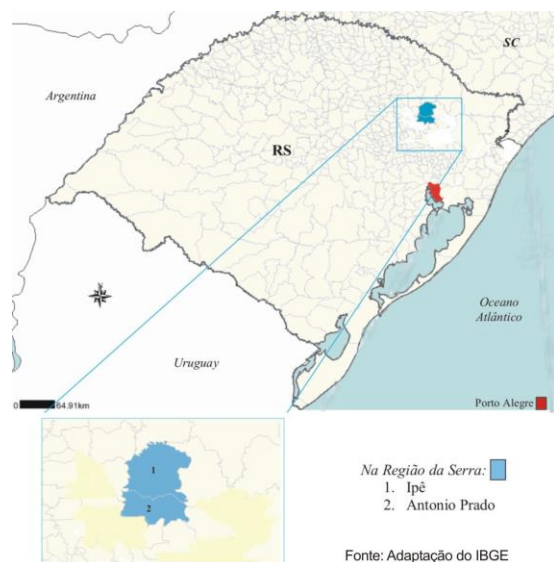 SC
Argentina
RS
Oceano
Atlântico
Uruguay
0 64.91km
Porto Alegre
1
2
Na Região da Serra:
1. Ipê
2. Antonio Prado
Fonte: Adaptação do IBGE